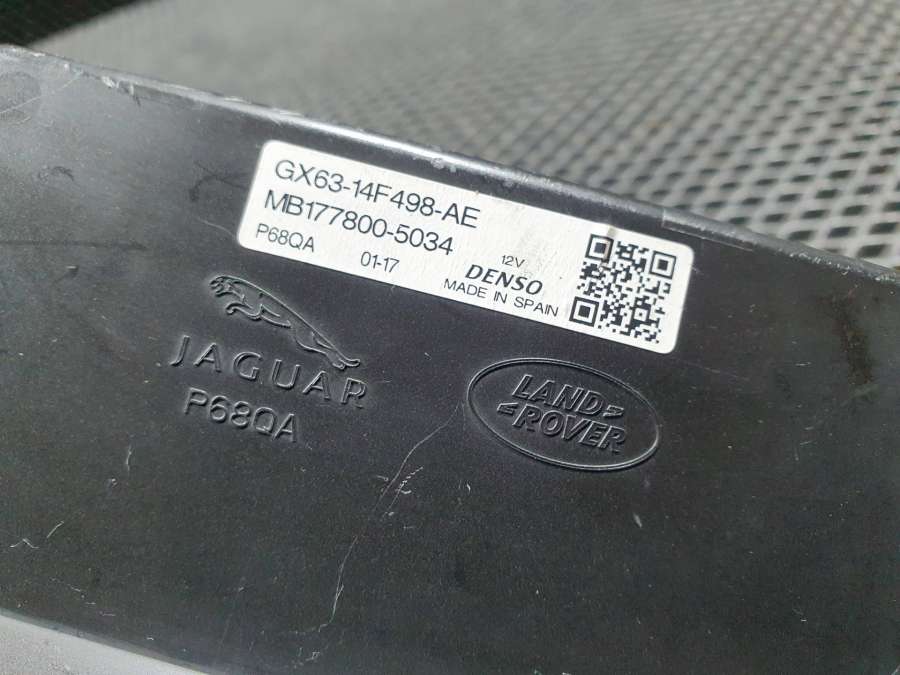 GX63-14F498-AE
MB177800-5034
P68QA
01-17
12V
DENSO
MADE IN SPAIN
JAGUAR
P68QA
LAND
ROVER